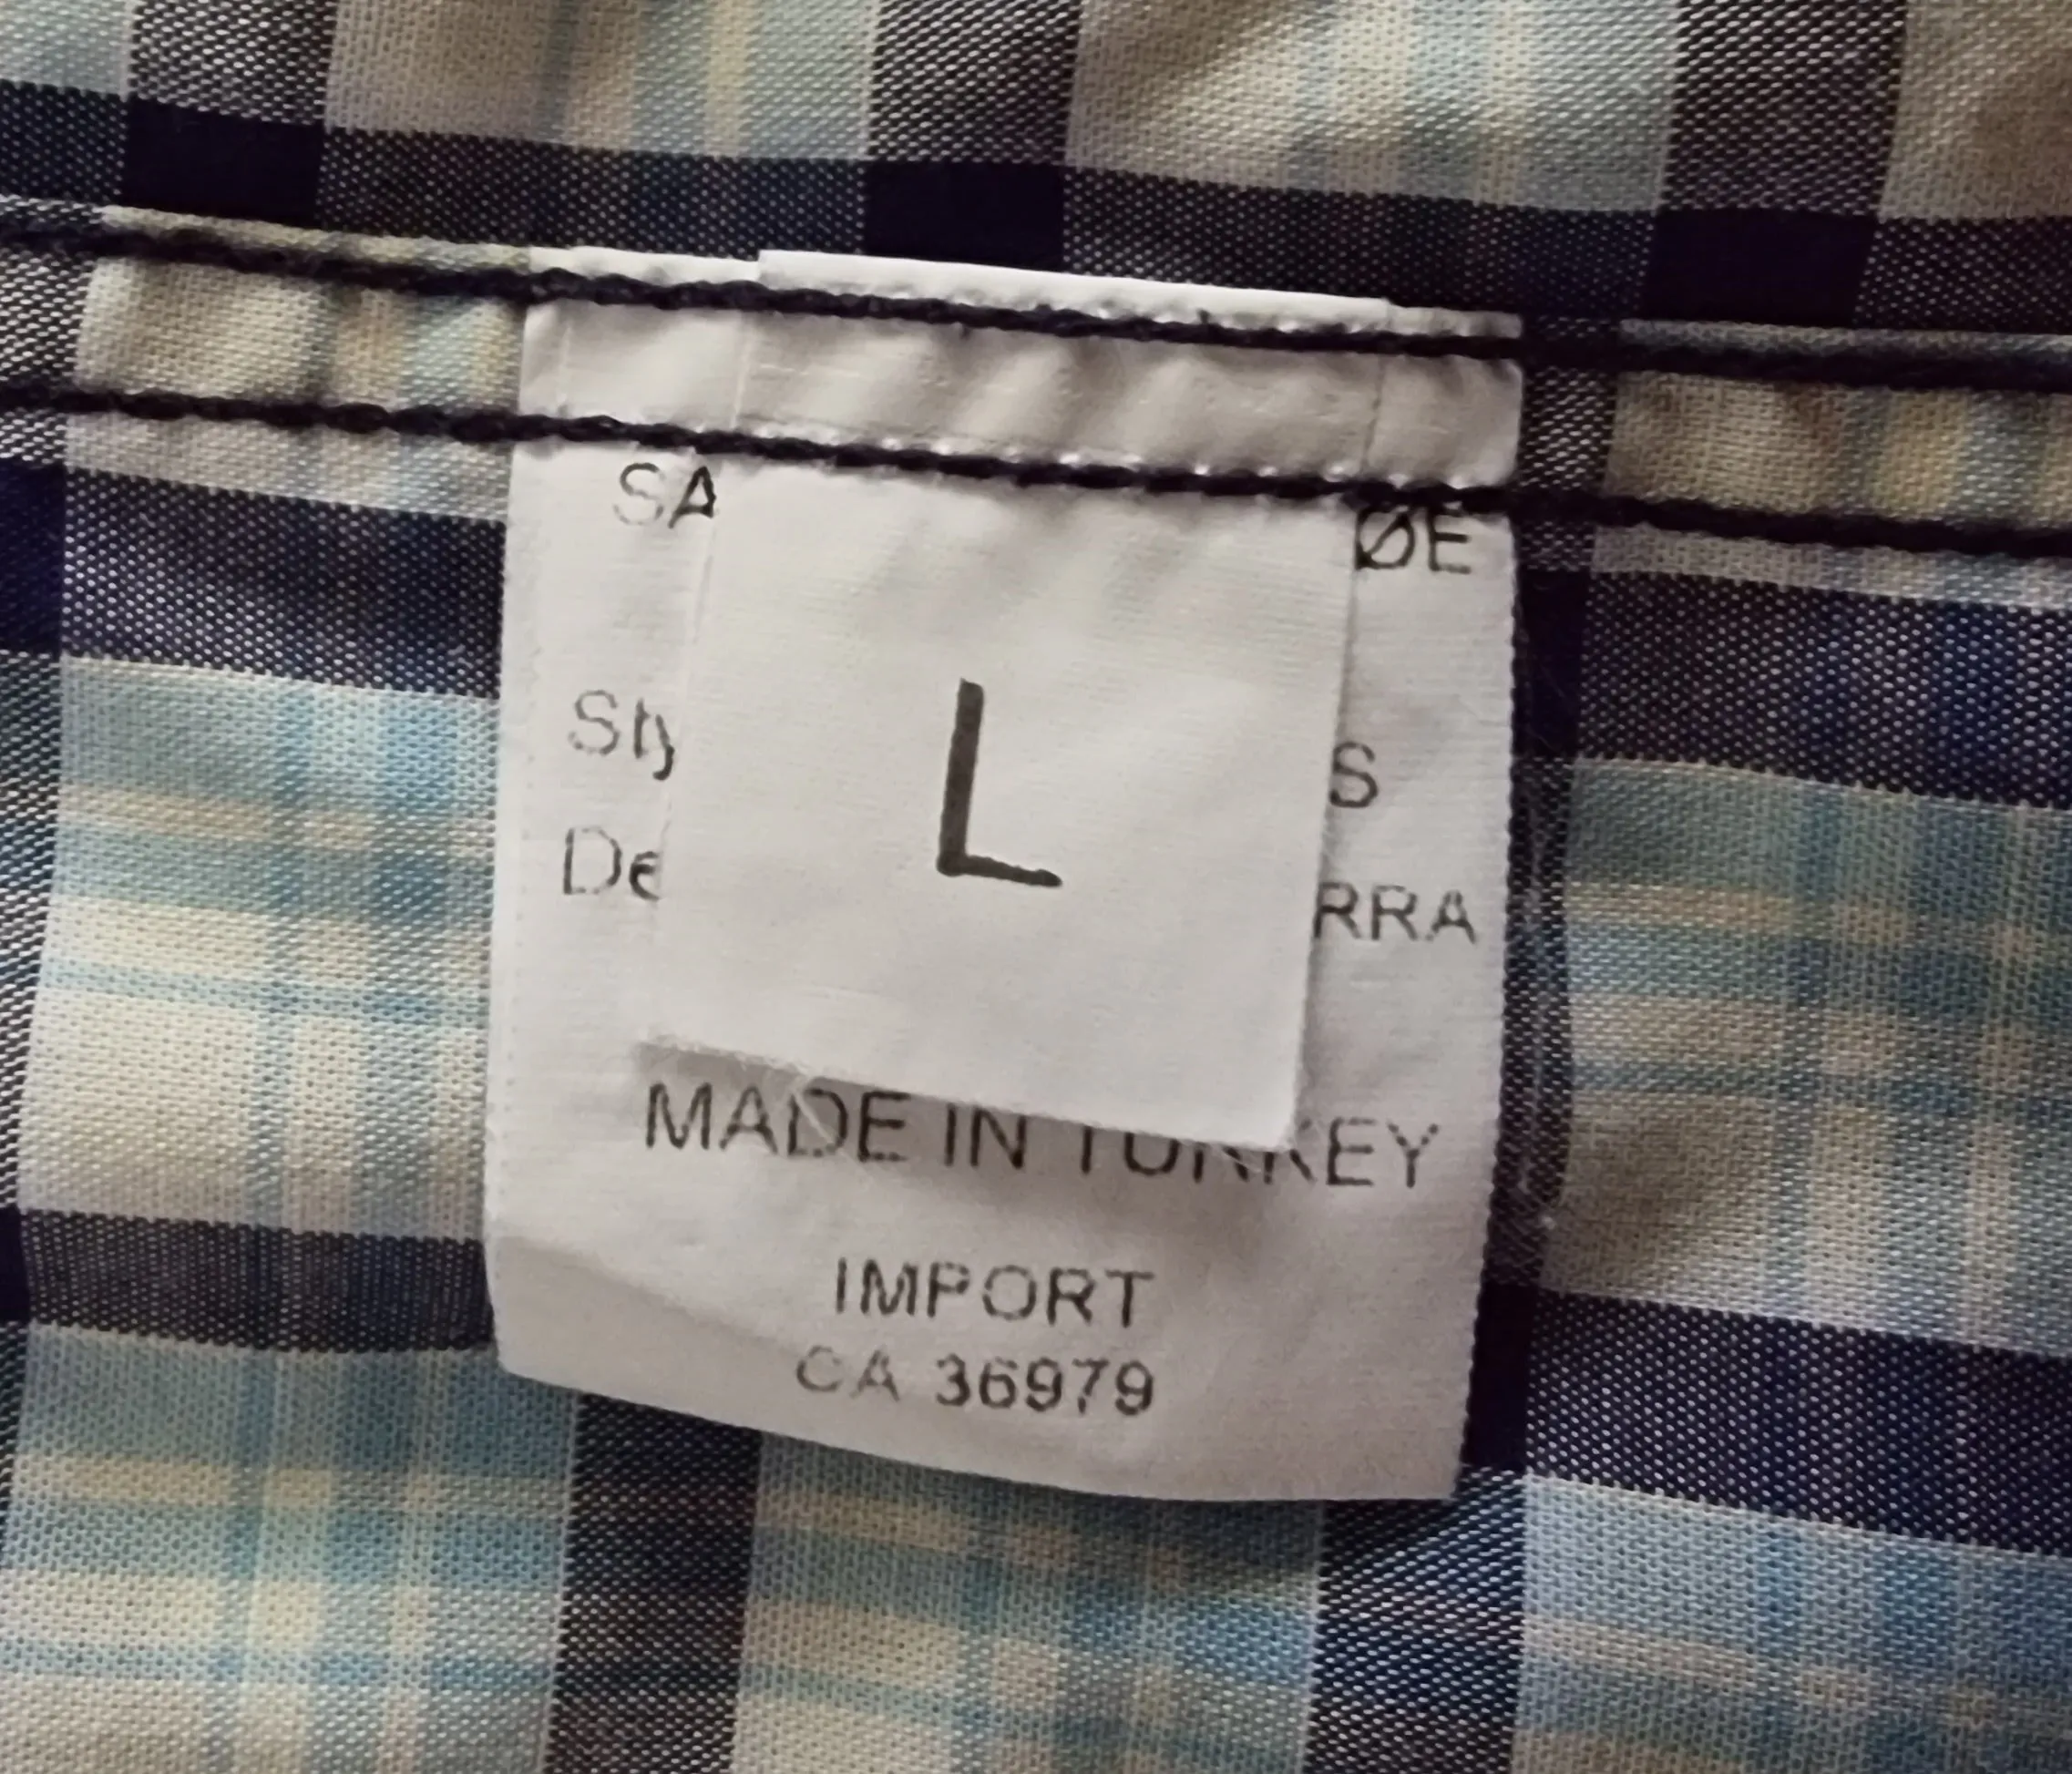 SA
ØE
L
Sty
S
De
RRA
MADE IN TURKEY
IMPORT
CA 36979